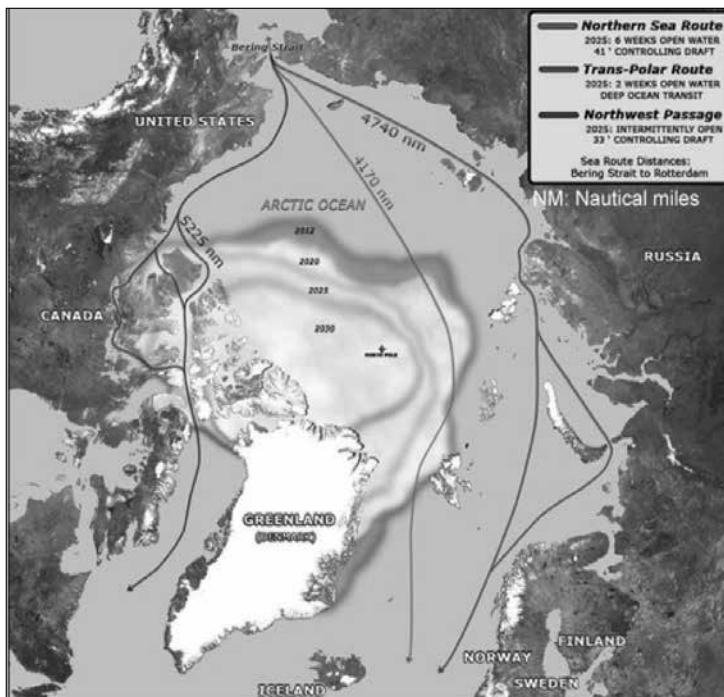 Northern Sea Route
2025: 6 WEEKS OPEN WATER
41' CONTROLLING DRAFT
Trans-Polar Route
2025: 2 WEEKS OPEN WATER
DEEP OCEAN TRANSIT
Northwest Passage
2025: INTERMITTENTLY OPEN
33' CONTROLLING DRAFT
Sea Route Distances:
Bering Strait to Rotterdam
NM: Nautical miles
Bering Strait
UNITED STATES
4740 nm
4170 nm
ARCTIC OCEAN
5225 nm
2012
2020
2025
2030
RUSSIA
CANADA
NORTH POLE
GREENLAND
(DENMARK)
NORWAY
FINLAND
SWEDEN
ICELAND